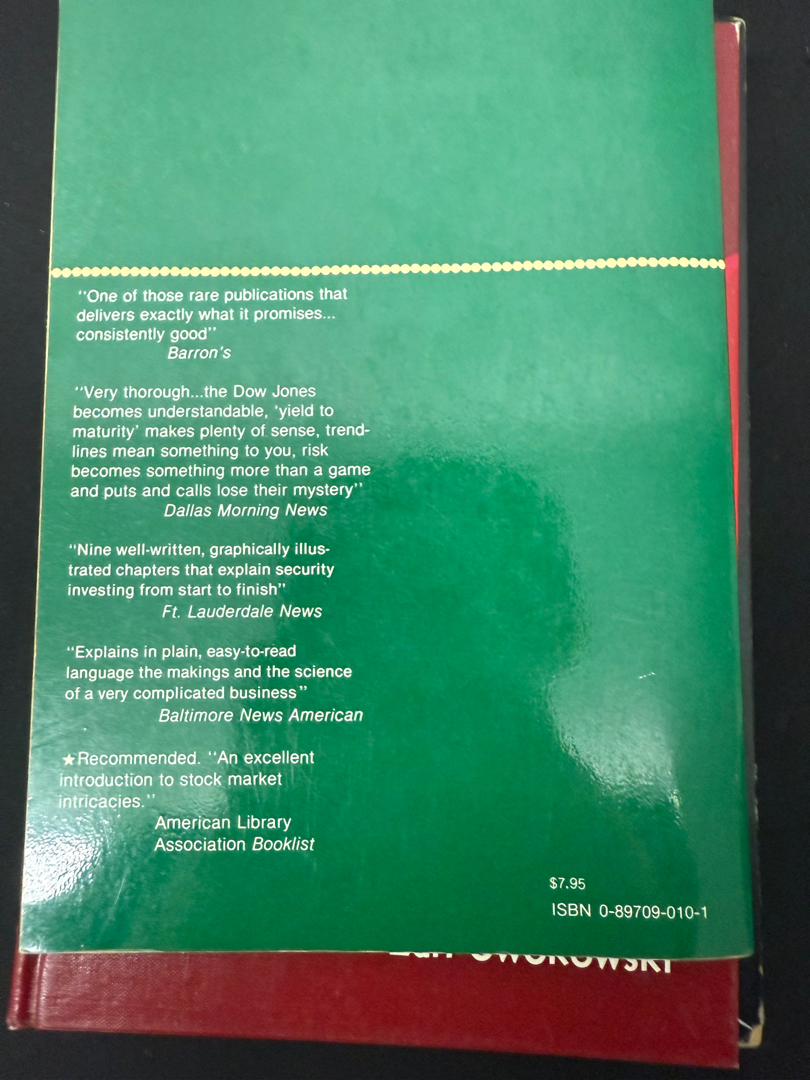 "One of those rare publications that
delivers exactly what it promises...
consistently good"
Barron's
"Very thorough...the Dow Jones
becomes understandable, 'yield to
maturity' makes plenty of sense, trend-
lines mean something to you, risk
becomes something more than a game
and puts and calls lose their mystery"
Dallas Morning News
"Nine well-written, graphically illus-
trated chapters that explain security
investing from start to finish"
Ft. Lauderdale News
"Explains in plain, easy-to-read
language the makings and the science
of a very complicated business"
Baltimore News American
★Recommended. "An excellent
introduction to stock market
intricacies."
American Library
Association Booklist
$7.95
ISBN 0-89709-010-1